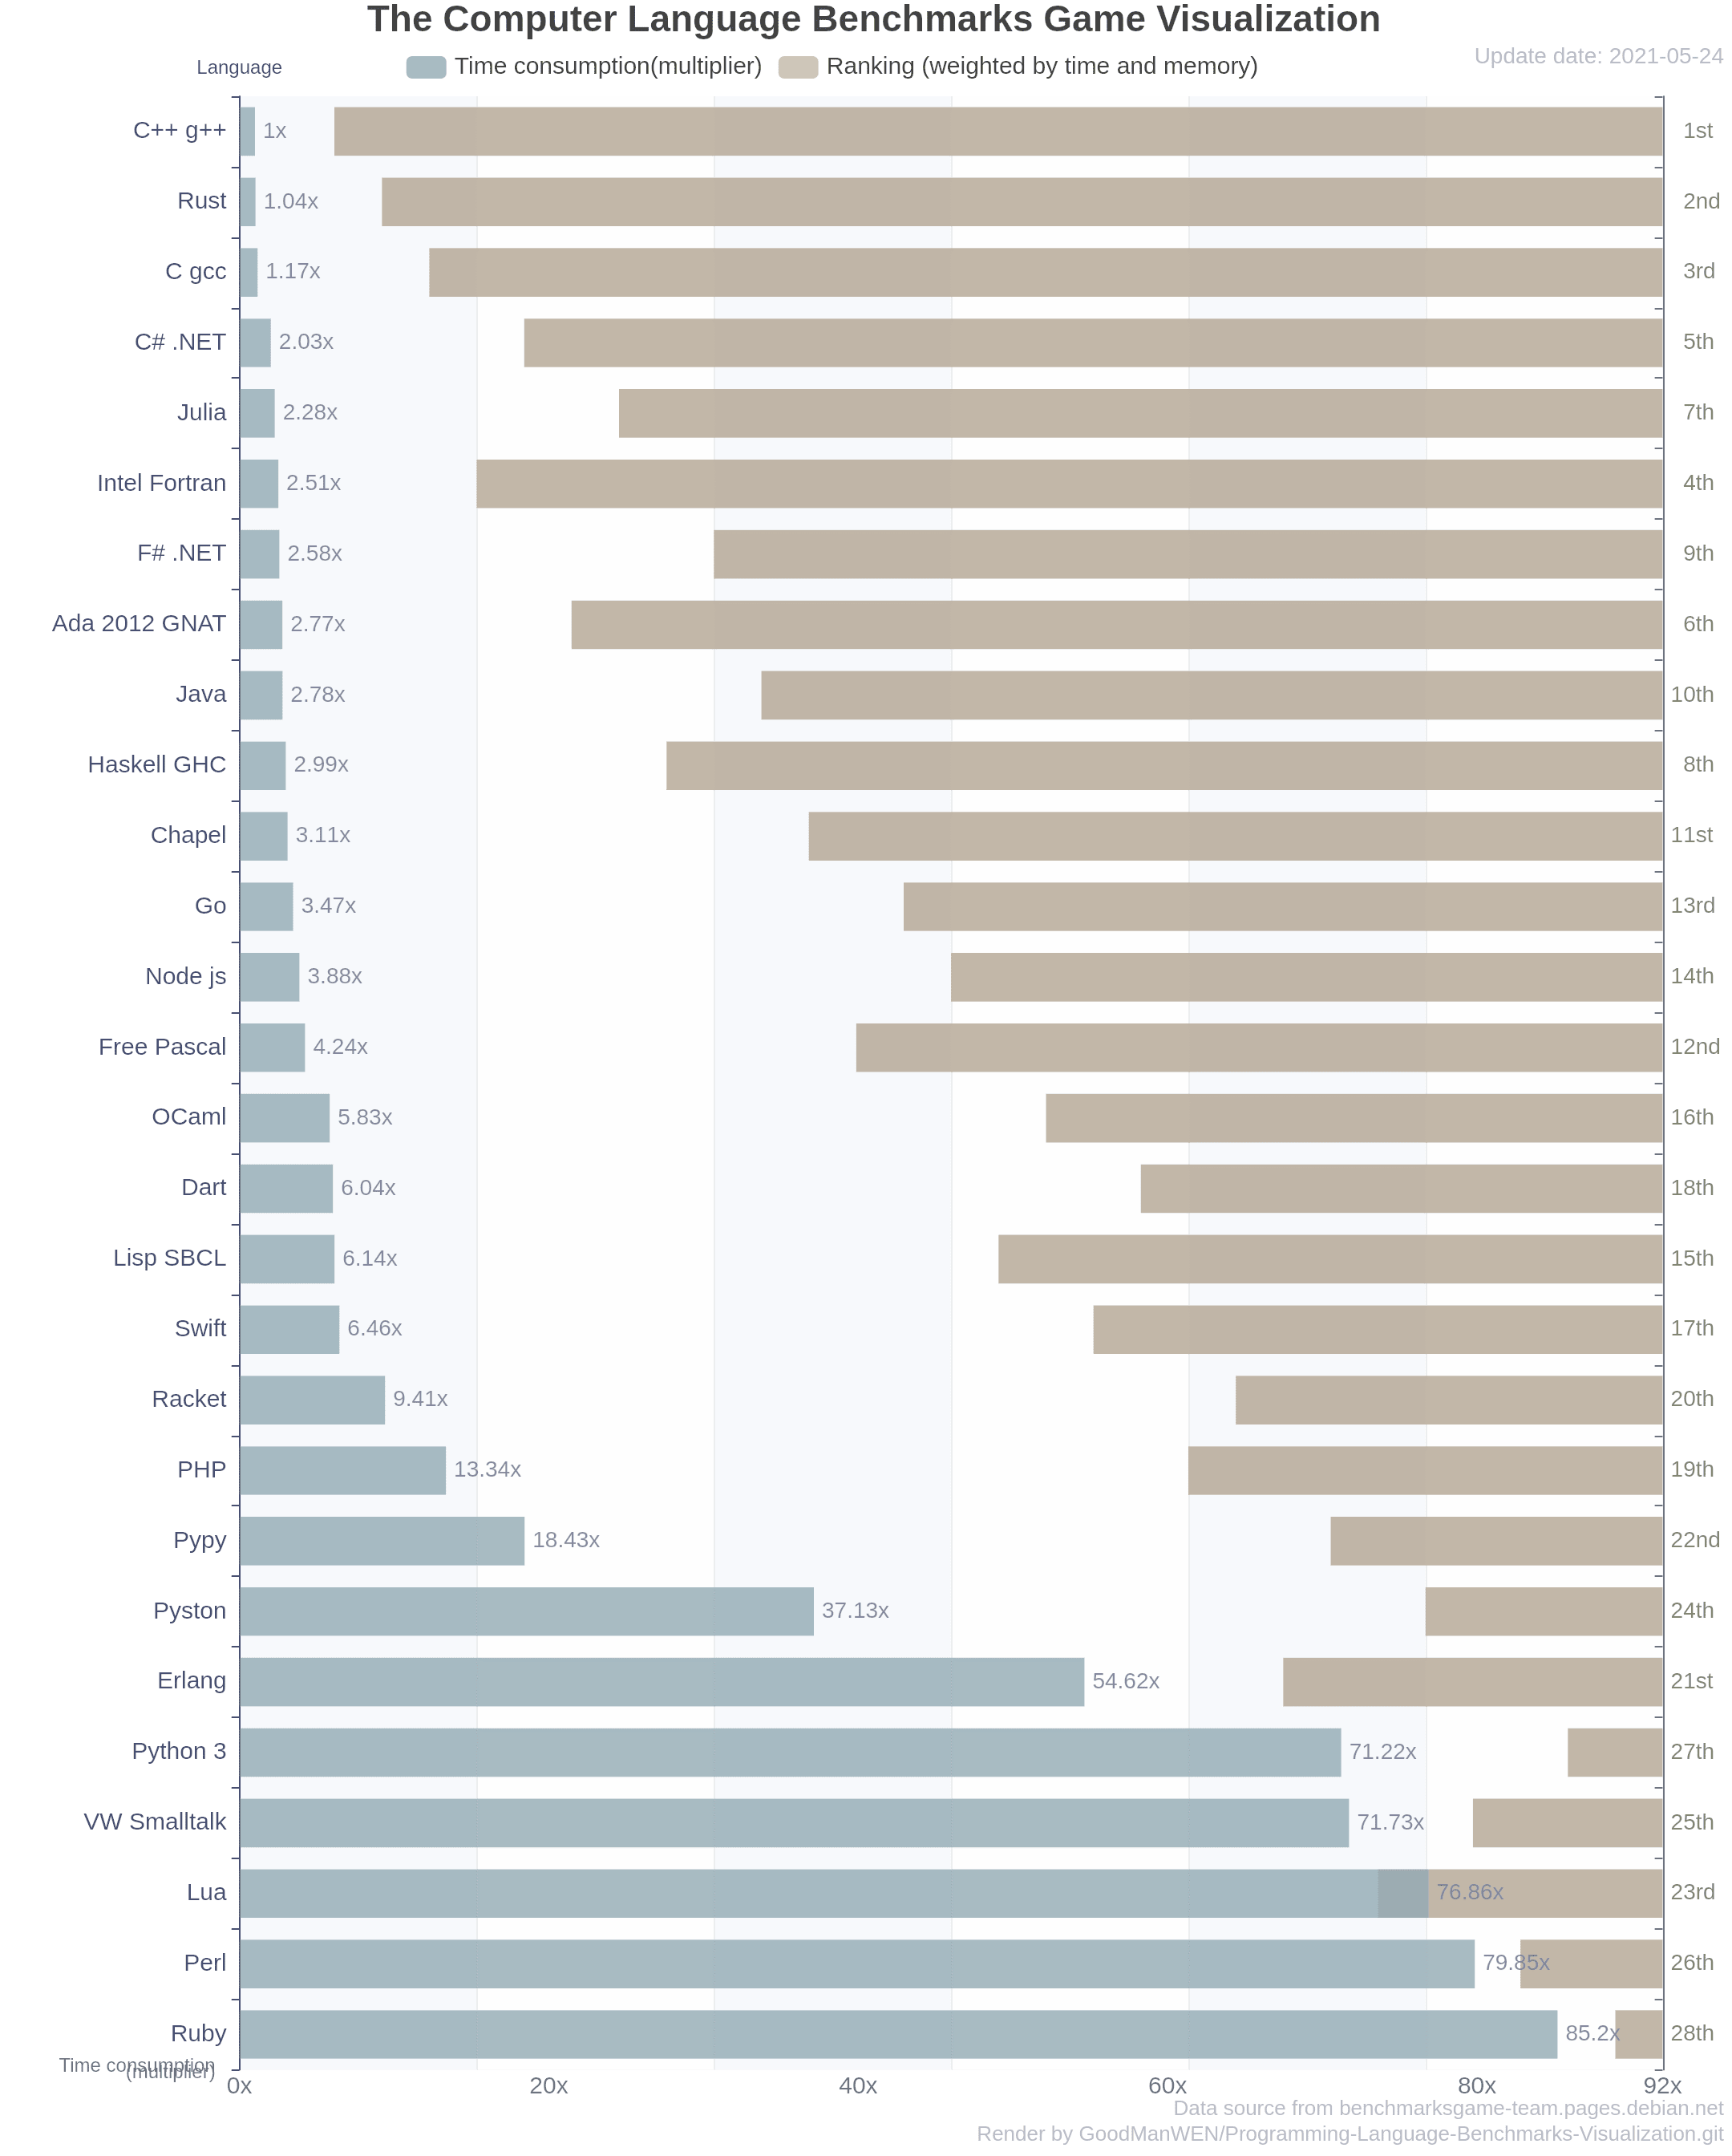 The Computer Language Benchmarks Game Visualization
Language Time consumption(multiplier) Ranking (weighted by time and memory) Update date: 2021-05-24
C++ g++ 1x 1st
Rust 1.04x 2nd
C gcc 1.17x 3rd
C# .NET 2.03x 5th
Julia 2.28x 7th
Intel Fortran 2.51x 4th
F# .NET 2.58x 9th
Ada 2012 GNAT 2.77x 6th
Java 2.78x 10th
Haskell GHC 2.99x 8th
Chapel 3.11x 11st
Go 3.47x 13rd
Node js 3.88x 14th
Free Pascal 4.24x 12nd
OCaml 5.83x 16th
Dart 6.04x 18th
Lisp SBCL 6.14x 15th
Swift 6.46x 17th
Racket 9.41x 20th
PHP 13.34x 19th
Pypy 18.43x 22nd
Pyston 37.13x 24th
Erlang 54.62x 21st
Python 3 71.22x 27th
VW Smalltalk 71.73x 25th
Lua 76.86x 23rd
Perl 79.85x 26th
Ruby 85.2x 28th
Time consumption
(multiplier)
0x 20x 40x 60x 80x 92x
Data source from benchmarksgame-team.pages.debian.net
Render by GoodManWEN/Programming-Language-Benchmarks-Visualization.git